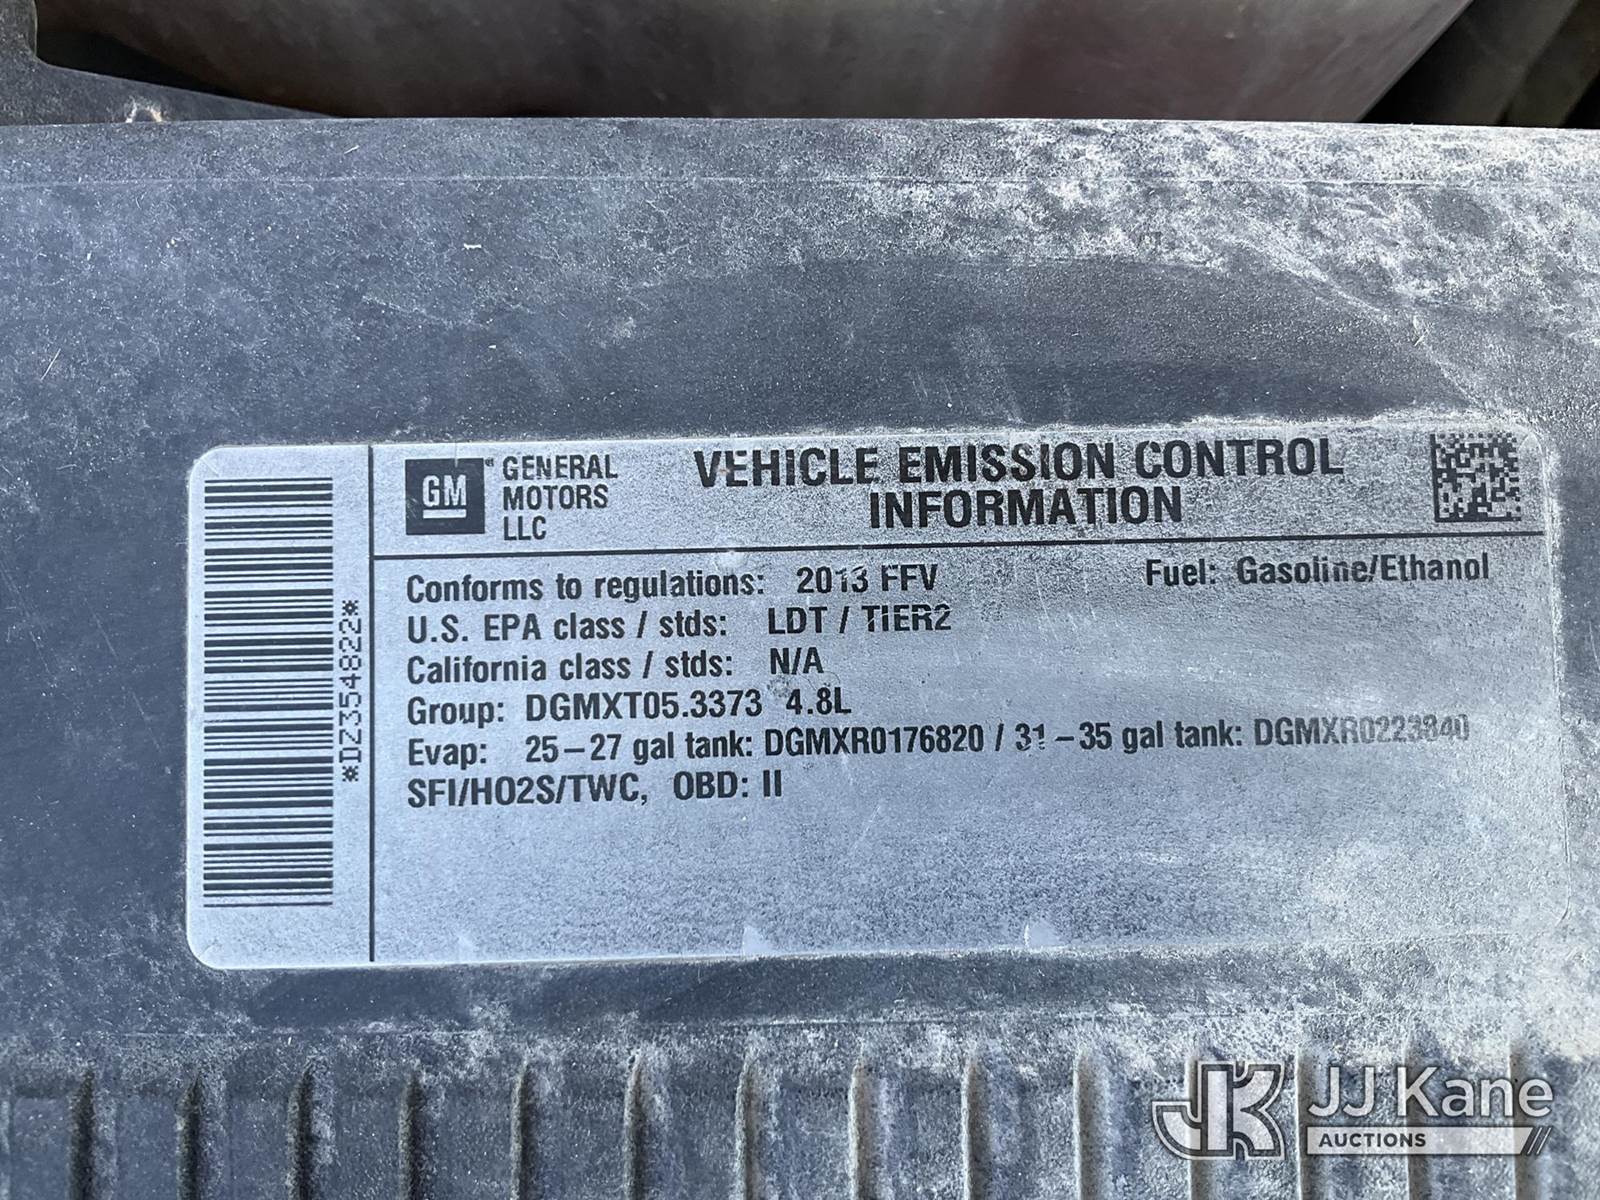 GM GENERAL MOTORS LLC
VEHICLE EMISSION CONTROL
INFORMATION
Conforms to regulations: 2013 FFV
Fuel: Gasoline/Ethanol
U.S. EPA class / stds: LDT / TIER2
California class / stds: N/A
Group: DGMXT05.3373 4.8L
Evap: 25–27 gal tank: DGMXR0176820 / 31–35 gal tank: DGMXR0223840
SFI/HO2S/TWC, OBD: II
*DZ354822*
JK JJ Kane
AUCTIONS